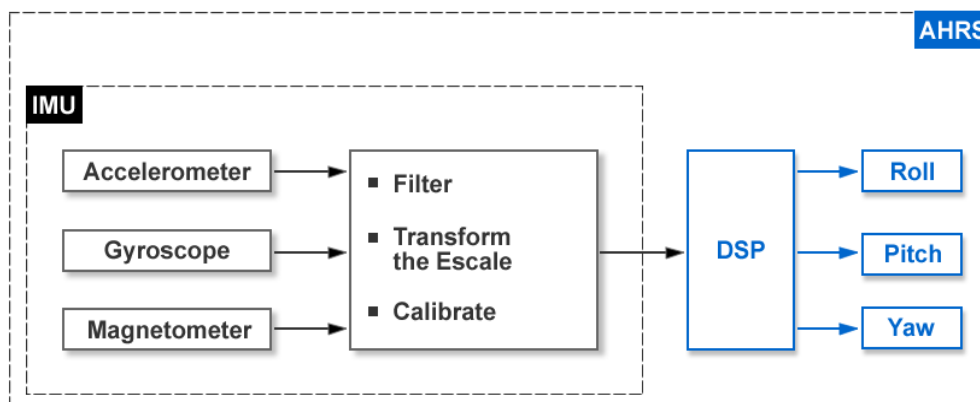 AHRS
IMU
Accelerometer
Gyroscope
Magnetometer
▪ Filter
▪ Transform
the Escale
▪ Calibrate
DSP
Roll
Pitch
Yaw